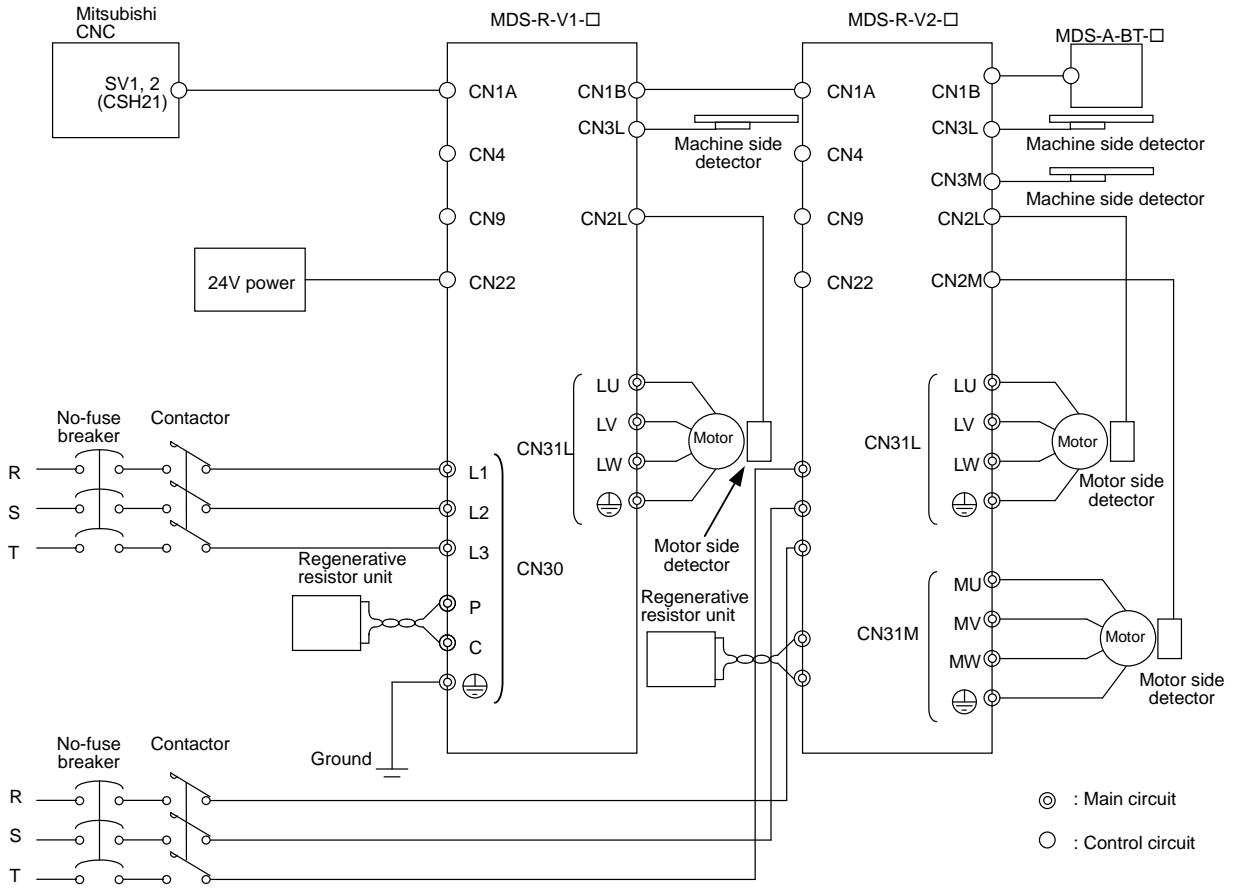 Mitsubishi
CNC
SV1, 2
(CSH21)
MDS-R-V1-□
CN1A
CN4
CN9
CN22
CN1B
CN3L
CN2L
Machine side
detector
24V power
MDS-R-V2-□
CN1A
CN4
CN9
CN22
CN1B
CN3L
CN3M
CN2L
CN2M
MDS-A-BT-□
Machine side detector
Machine side detector
No-fuse
breaker
Contactor
R
S
T
L1
L2
L3
P
C
CN30
Regenerative
resistor unit
Ground
CN31L
LU
LV
LW
Motor
Motor side
detector
Regenerative
resistor unit
CN31L
LU
LV
LW
Motor
Motor side
detector
CN31M
MU
MV
MW
Motor
Motor side
detector
No-fuse
breaker
Contactor
R
S
T
: Main circuit
: Control circuit